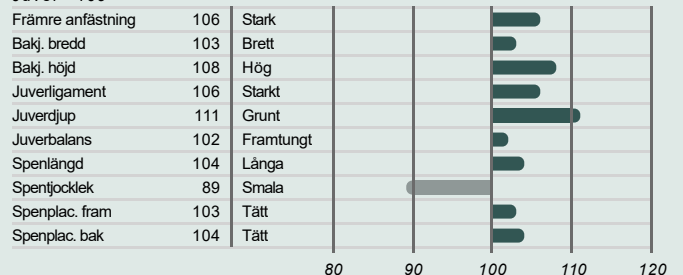 Främre anfästning 106 Stark
Bakj. bredd 103 Brett
Bakj. höjd 108 Hög
Juverligament 106 Starkt
Juverdjup 111 Grunt
Juverbalans 102 Framtungt
Spenlängd 104 Långa
Spentjocklek 89 Smala
Spenplac. fram 103 Tätt
Spenplac. bak 104 Tätt
80 90 100 110 120